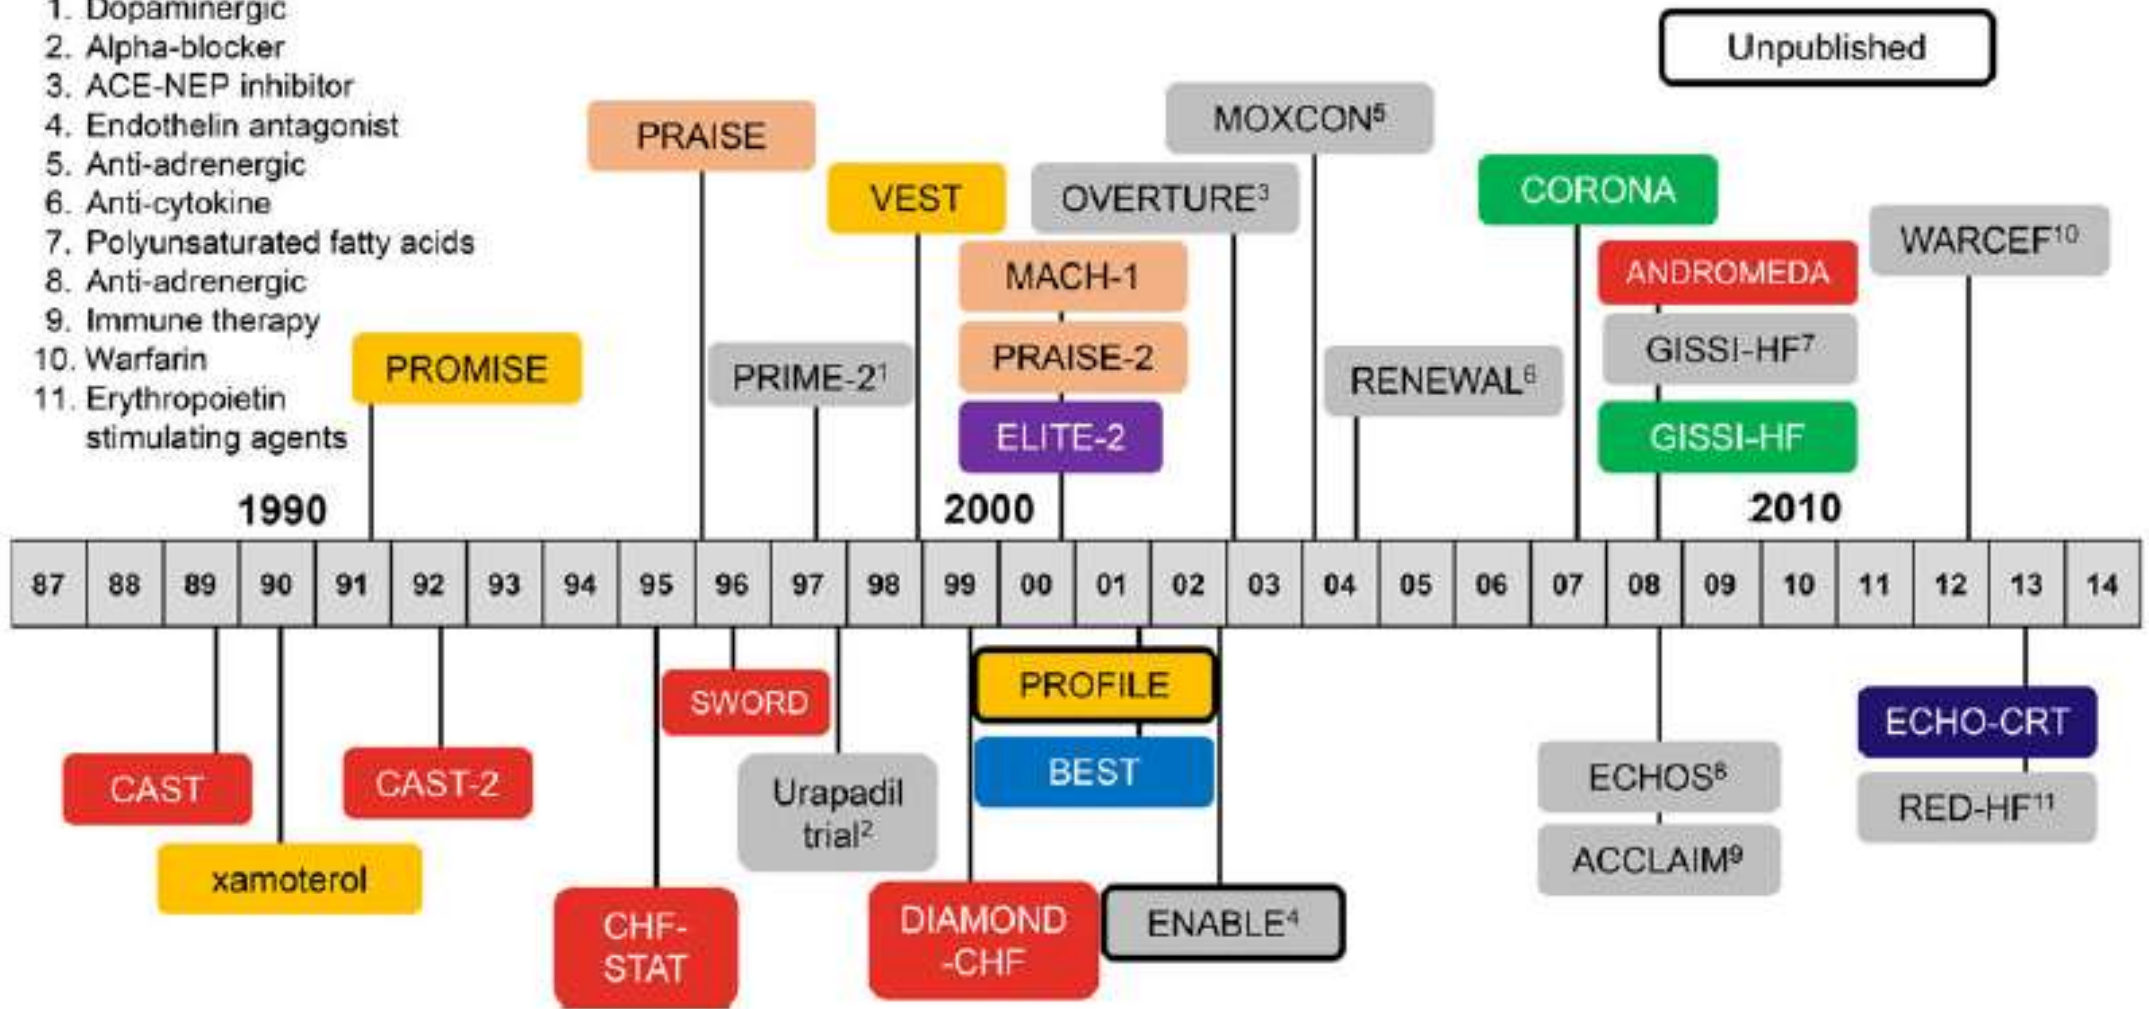 1. Dopaminergic
2. Alpha-blocker
3. ACE-NEP inhibitor
4. Endothelin antagonist
5. Anti-adrenergic
6. Anti-cytokine
7. Polyunsaturated fatty acids
8. Anti-adrenergic
9. Immune therapy
10. Warfarin
11. Erythropoietin
stimulating agents
Unpublished
PRAISE
MOXCON⁵
VEST
OVERTURE³
CORONA
WARCEF¹⁰
MACH-1
ANDROMEDA
PROMISE
PRIME-2¹
PRAISE-2
RENEWAL⁶
GISSI-HF⁷
ELITE-2
GISSI-HF
1990
2000
2010
87 88 89 90 91 92 93 94 95 96 97 98 99 00 01 02 03 04 05 06 07 08 09 10 11 12 13 14
CAST
xamoterol
CAST-2
CHF-
STAT
SWORD
Urapadil
trial²
DIAMOND
-CHF
PROFILE
BEST
ENABLE⁴
ECHOS⁸
ACCLAIM⁹
ECHO-CRT
RED-HF¹¹